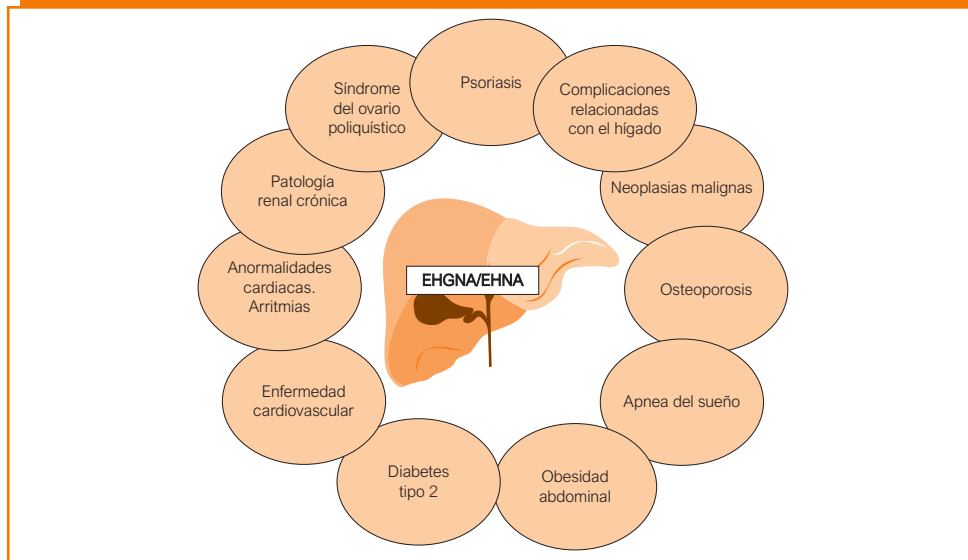 Psoriasis
Complicaciones
relacionadas
con el hígado
Neoplasias malignas
Osteoporosis
Apnea del sueño
Obesidad
abdominal
Diabetes
tipo 2
Enfermedad
cardiovascular
Anormalidades
cardiacas.
Arritmias
Patología
renal crónica
Síndrome
del ovario
poliquístico
EHGNA/EHNA